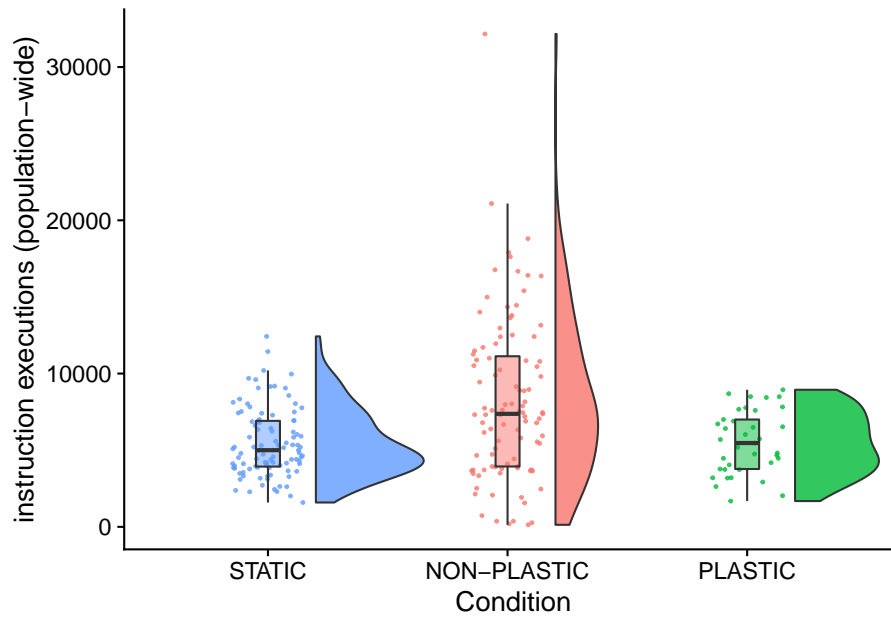 instruction executions (population−wide)
30000
20000
10000
0
STATIC
NON−PLASTIC
PLASTIC
Condition